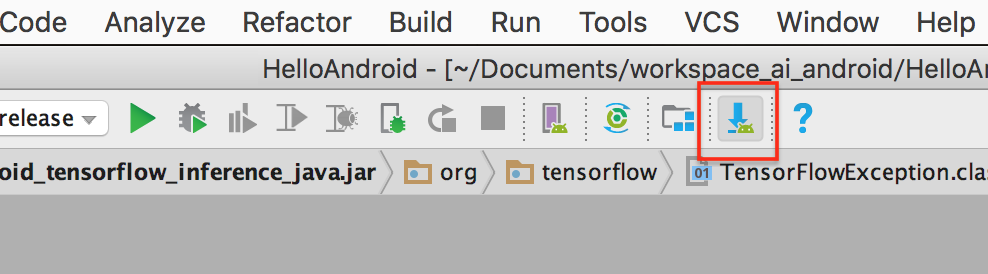 Code Analyze Refactor Build Run Tools VCS Window Help
HelloAndroid - [~/Documents/workspace_ai_android/HelloAn
release ?
oid_tensorflow_inference_java.jar org tensorflow 01 TensorFlowException.cla